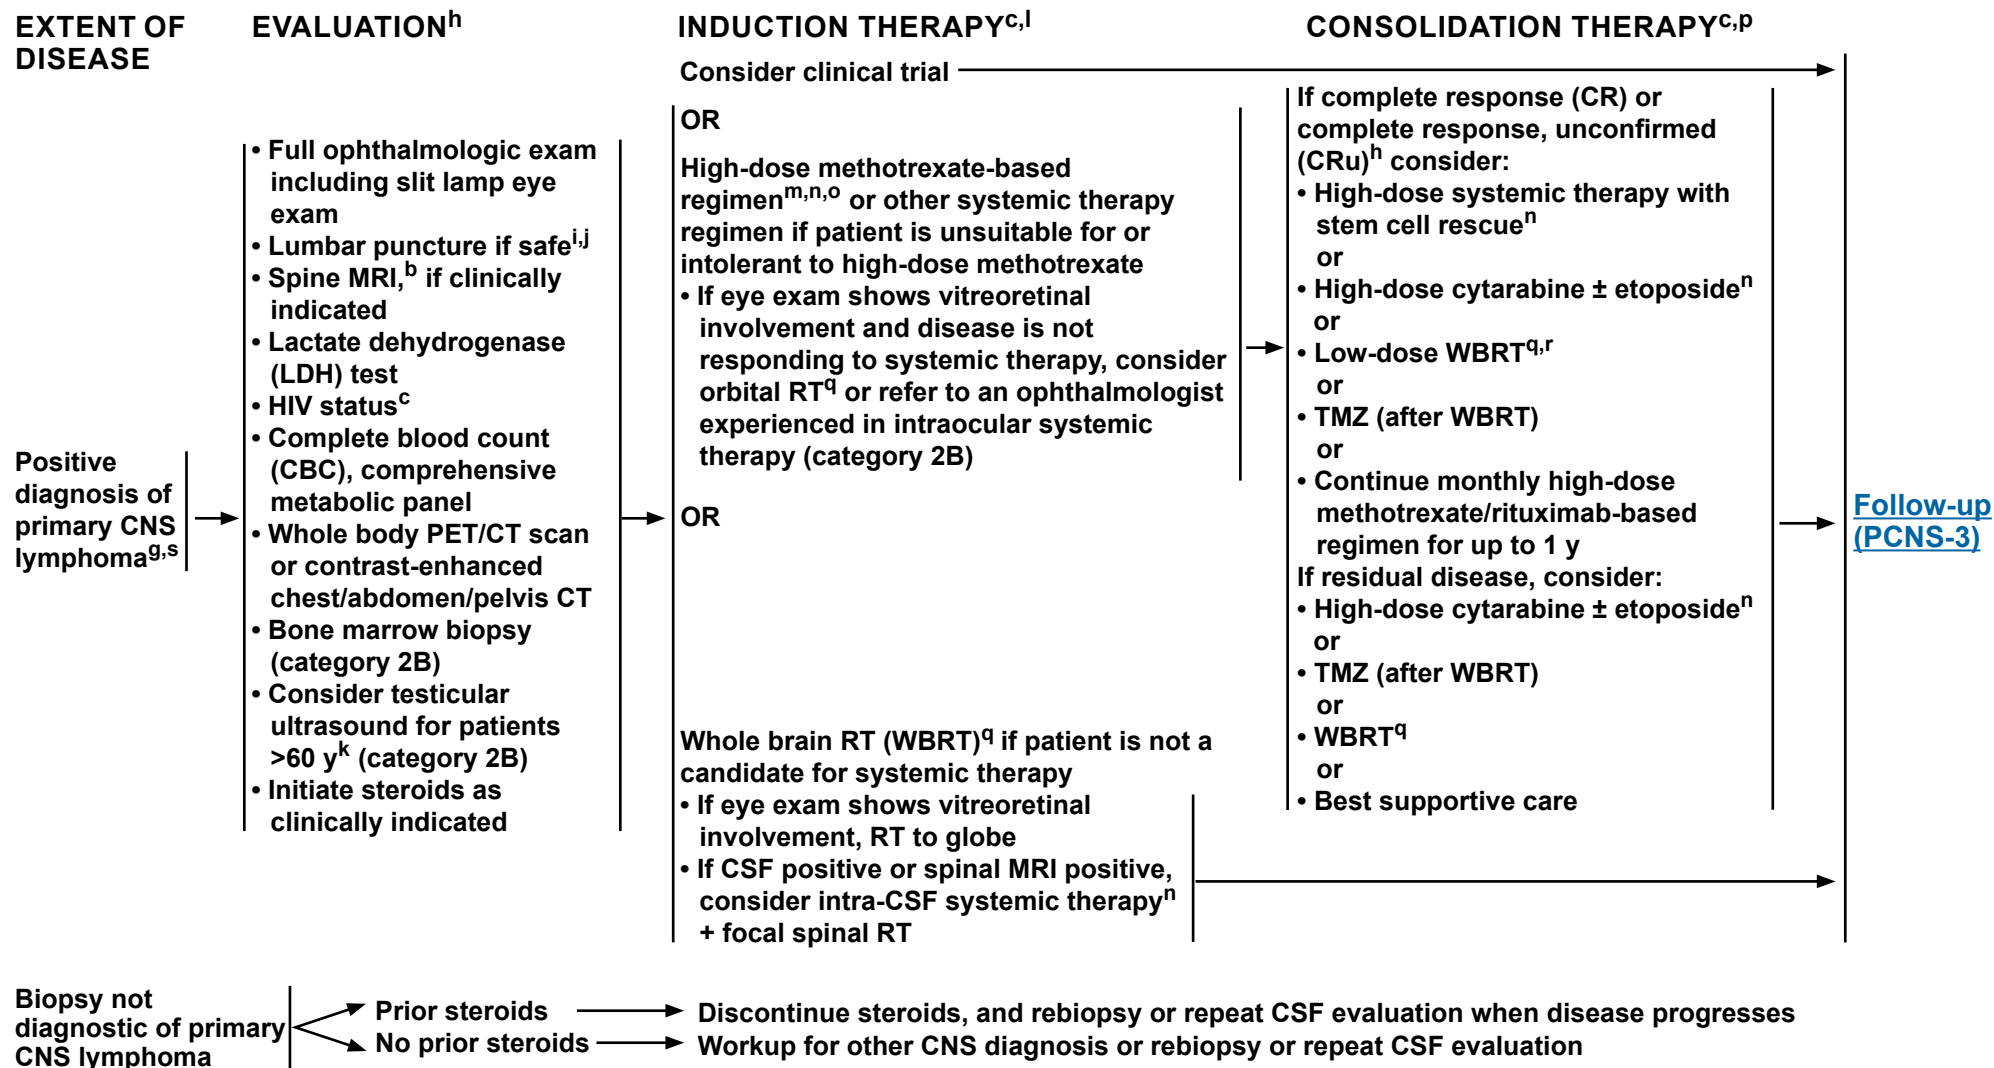 EXTENT OF
DISEASE
EVALUATIONh
INDUCTION THERAPYc,l
CONSOLIDATION THERAPYc,p
Positive
diagnosis of
primary CNS
lymphomag,s
• Full ophthalmologic exam
including slit lamp eye
exam
• Lumbar puncture if safei,j
• Spine MRI,b if clinically
indicated
• Lactate dehydrogenase
(LDH) test
• HIV statusc
• Complete blood count
(CBC), comprehensive
metabolic panel
• Whole body PET/CT scan
or contrast-enhanced
chest/abdomen/pelvis CT
• Bone marrow biopsy
(category 2B)
• Consider testicular
ultrasound for patients
>60 yk (category 2B)
• Initiate steroids as
clinically indicated
Consider clinical trial
OR
High-dose methotrexate-based
regimenm,n,o or other systemic therapy
regimen if patient is unsuitable for or
intolerant to high-dose methotrexate
• If eye exam shows vitreoretinal
involvement and disease is not
responding to systemic therapy, consider
orbital RTq or refer to an ophthalmologist
experienced in intraocular systemic
therapy (category 2B)
OR
Whole brain RT (WBRT)q if patient is not a
candidate for systemic therapy
• If eye exam shows vitreoretinal
involvement, RT to globe
• If CSF positive or spinal MRI positive,
consider intra-CSF systemic therapyn
+ focal spinal RT
If complete response (CR) or
complete response, unconfirmed
(CRu)h consider:
• High-dose systemic therapy with
stem cell rescuen
or
• High-dose cytarabine ± etoposiden
or
• Low-dose WBRTq,r
or
• TMZ (after WBRT)
or
• Continue monthly high-dose
methotrexate/rituximab-based
regimen for up to 1 y
If residual disease, consider:
• High-dose cytarabine ± etoposiden
or
• TMZ (after WBRT)
or
• WBRTq
or
• Best supportive care
Follow-up
(PCNS-3)
Biopsy not
diagnostic of primary
CNS lymphoma
Prior steroids
Discontinue steroids, and rebiopsy or repeat CSF evaluation when disease progresses
No prior steroids
Workup for other CNS diagnosis or rebiopsy or repeat CSF evaluation